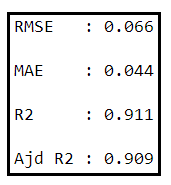 RMSE : 0.066
MAE : 0.044
R2 : 0.911
Ajd R2 : 0.909